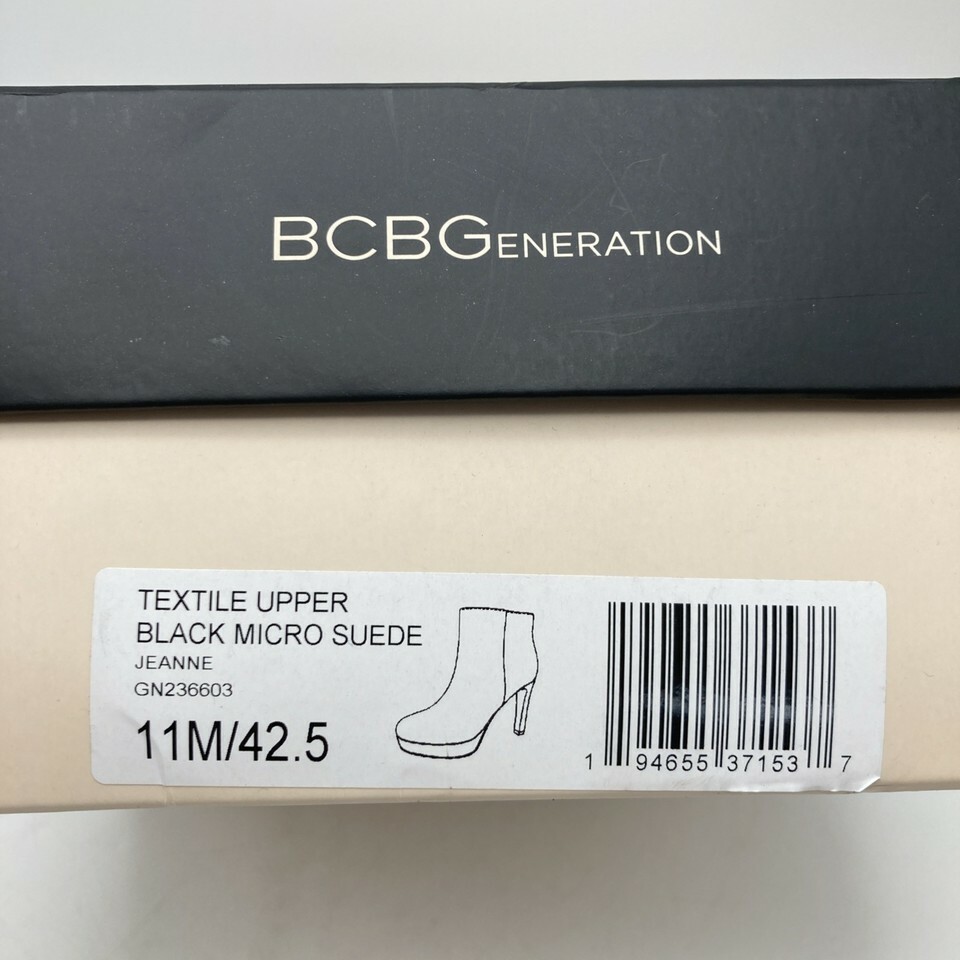 BCBGENERATION
TEXTILE UPPER
BLACK MICRO SUEDE
JEANNE
GN236603
11M/42.5
1 94655 37153 7